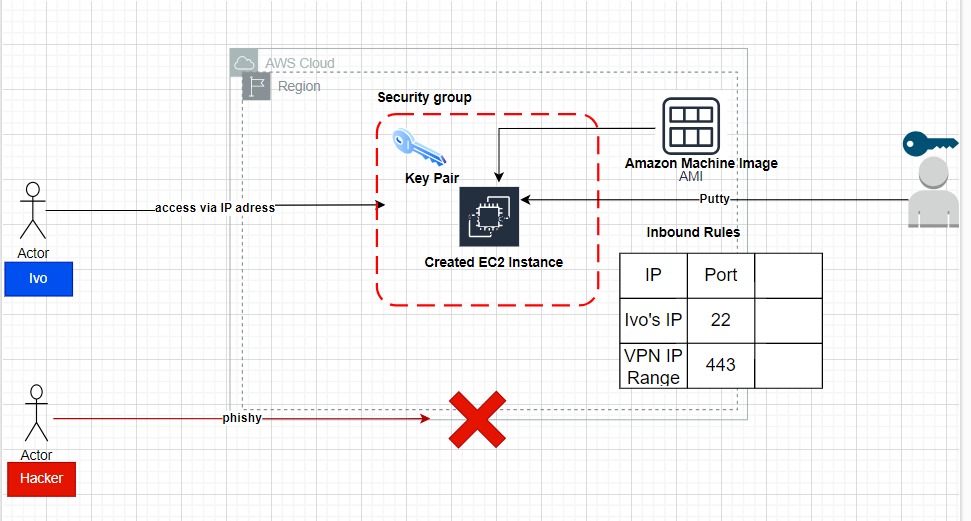 AWS Cloud
Region
Security group
Key Pair
Amazon Machine Image
AMI
access via IP adress
Putty
Actor
Ivo
Created EC2 Instance
Inbound Rules
IP Port
Ivo's IP 22
VPN IP
Range 443
phishy
Actor
Hacker